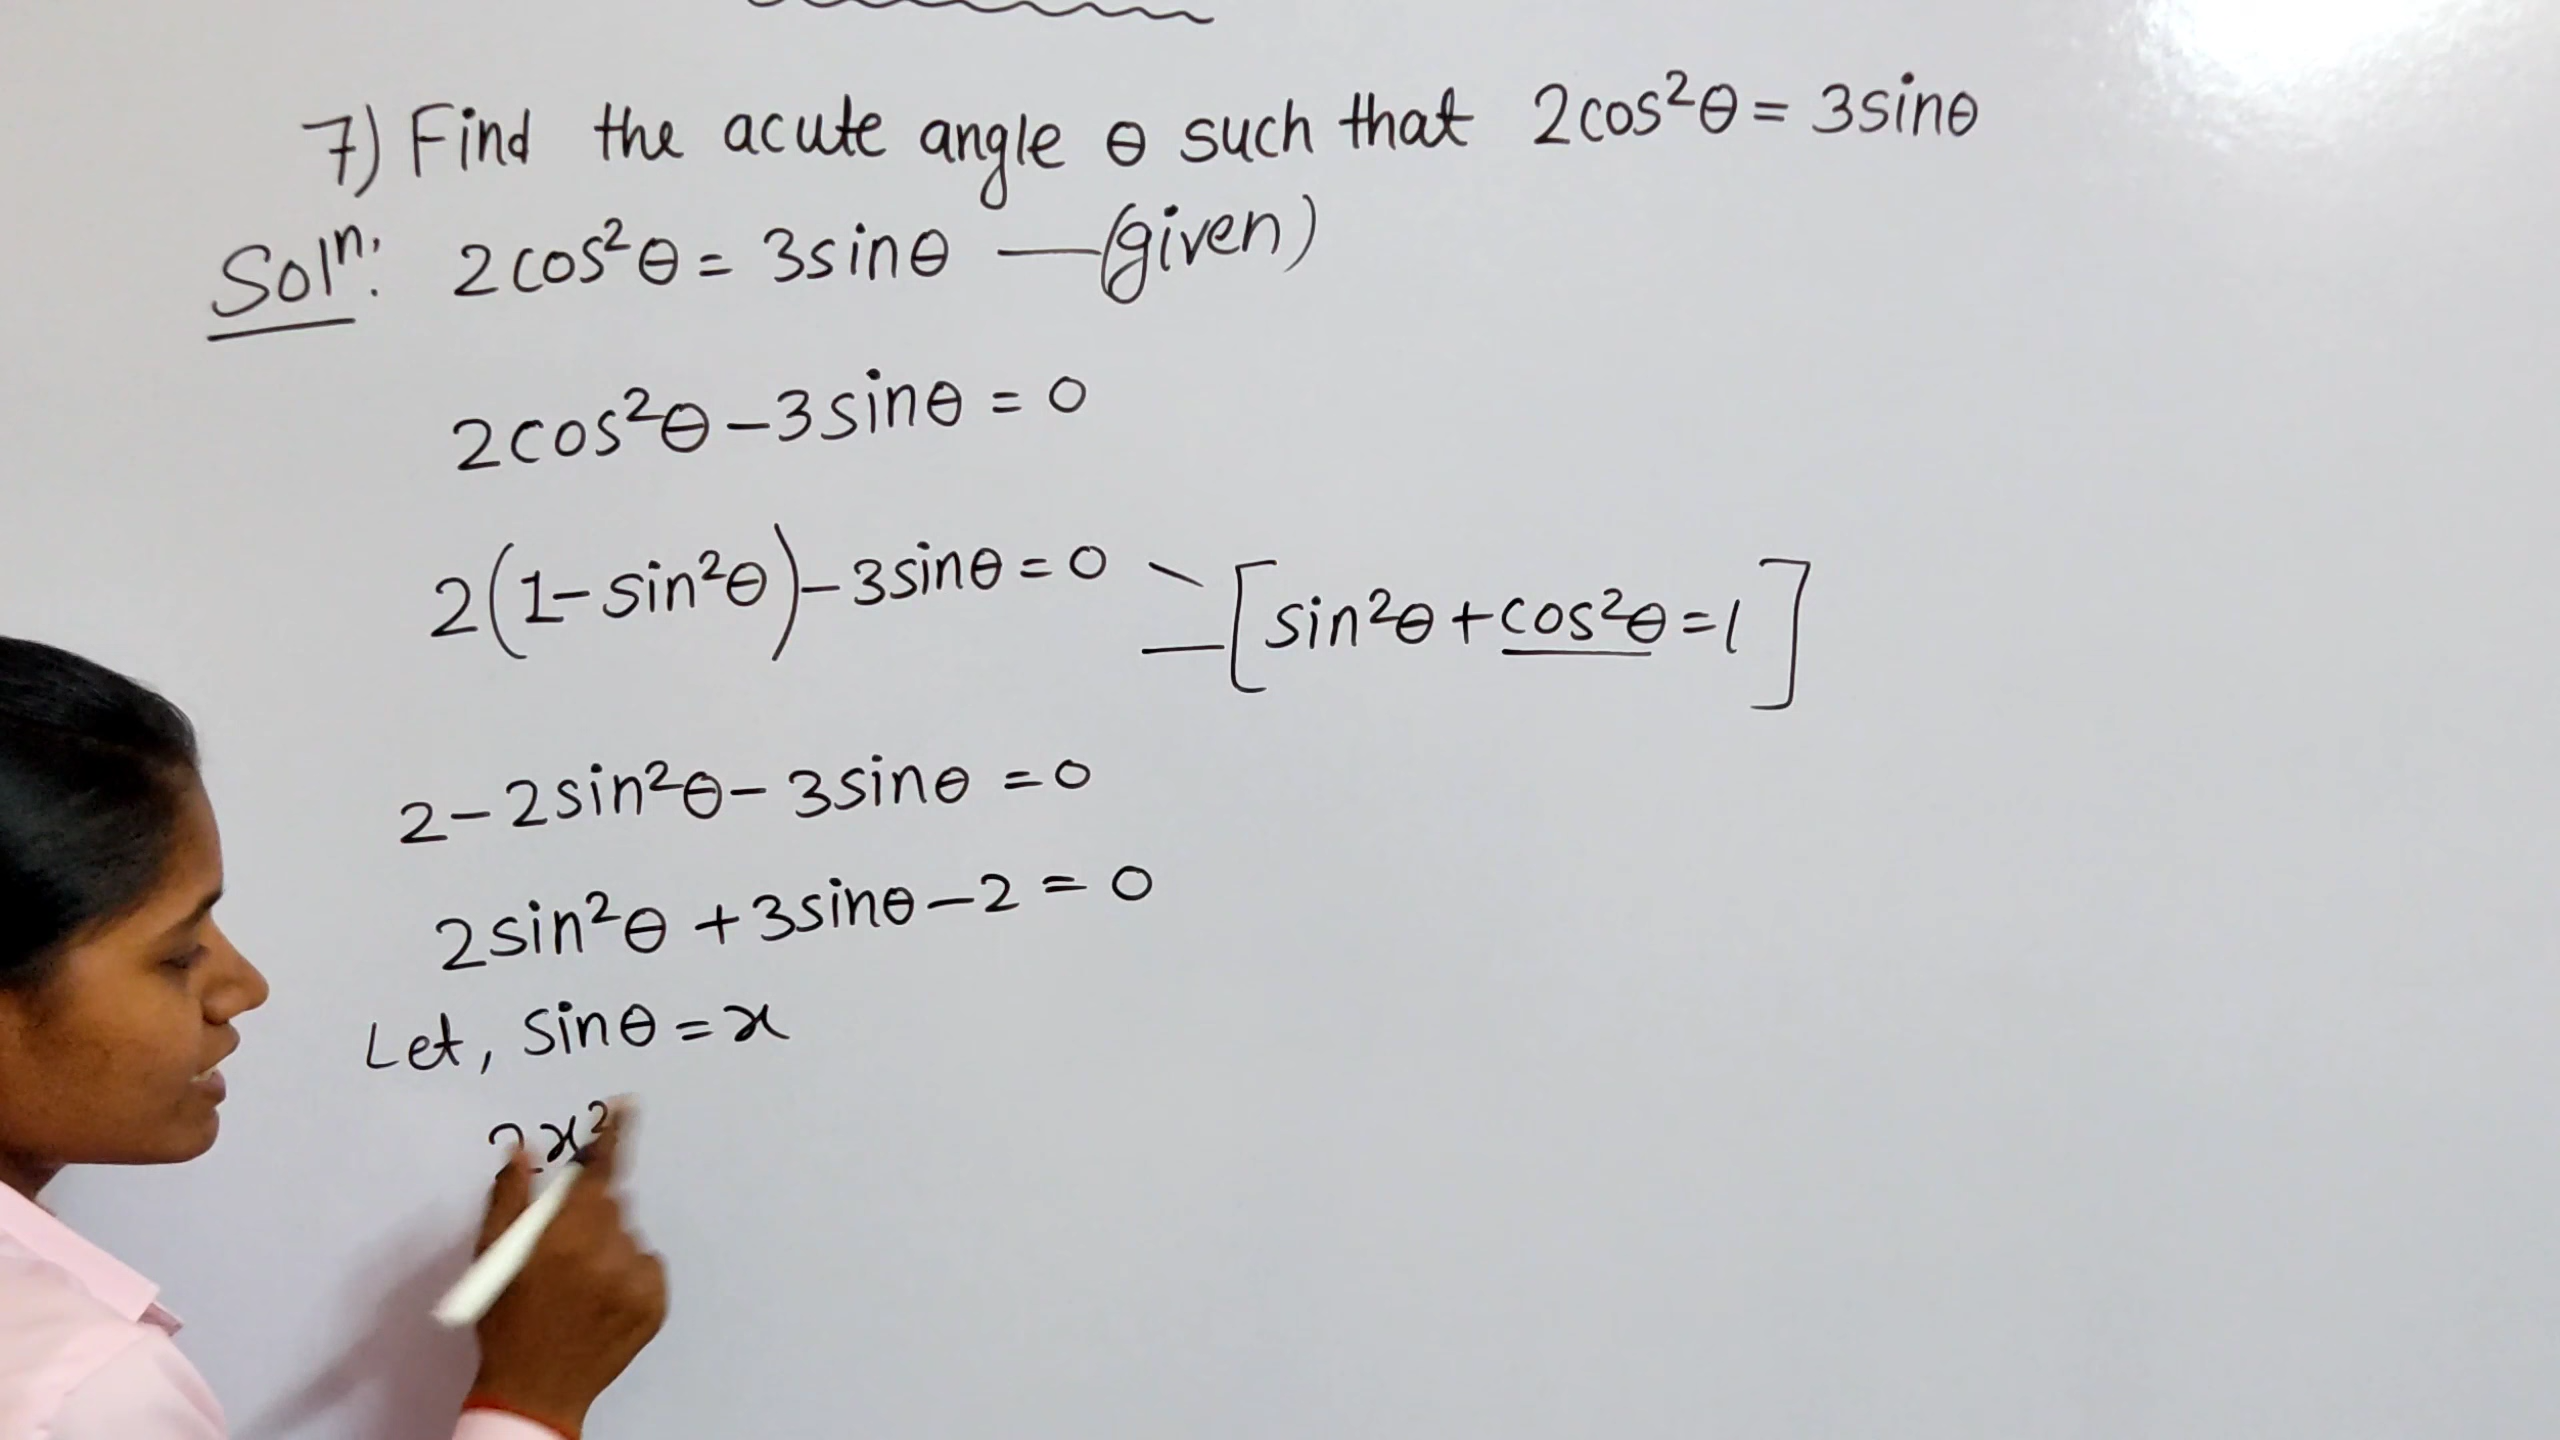 7) Find the acute angle θ such that 2cos²θ = 3sinθ
Solⁿ: 2cos²θ = 3sinθ —(given)
2cos²θ - 3sinθ = 0
2(1 - sin²θ) - 3sinθ = 0 — [sin²θ + cos²θ = 1]
2 - 2sin²θ - 3sinθ = 0
2sin²θ + 3sinθ - 2 = 0
Let, sinθ = x
2x²